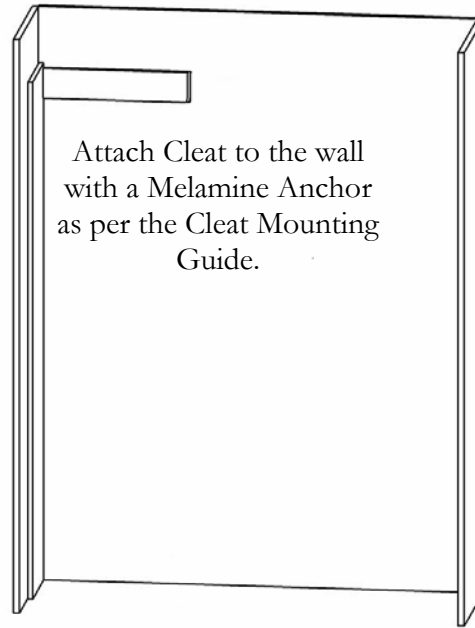 Attach Cleat to the wall
with a Melamine Anchor
as per the Cleat Mounting
Guide.